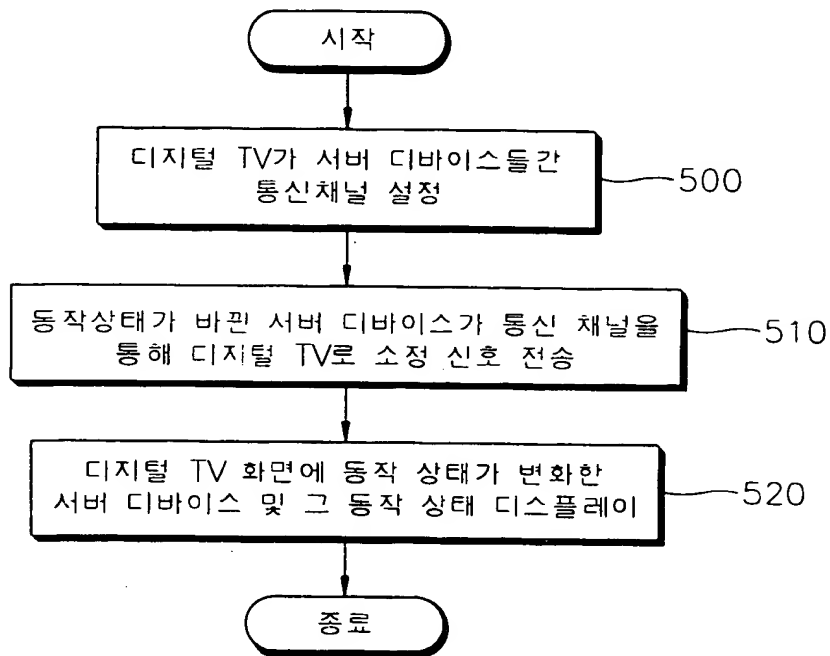 시작
디지털 TV가 서버 디바이스들간
통신채널 설정
500
동작상태가 바뀐 서버 디바이스가 통신 채널을
통해 디지털 TV로 소정 신호 전송
510
디지털 TV 화면에 동작 상태가 변화한
서버 디바이스 및 그 동작 상태 디스플레이
520
종료